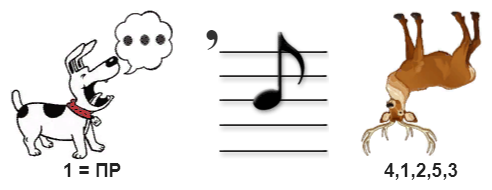 ,
1 = ПР
4,1,2,5,3